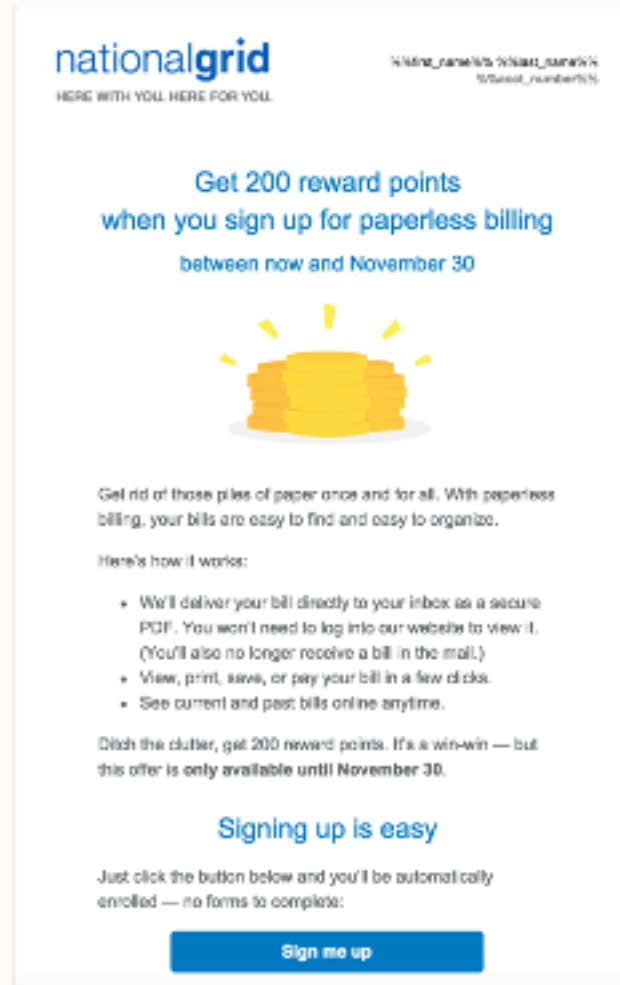 nationalgrid
HERE WITH YOU. HERE FOR YOU.
%%first_name%% %%last_name%%
%%acct_number%%
Get 200 reward points
when you sign up for paperless billing
between now and November 30
Get rid of those piles of paper once and for all. With paperless
billing, your bills are easy to find and easy to organize.
Here's how it works:
• We'll deliver your bill directly to your inbox as a secure
PDF. You won't need to log into our website to view it.
(You'll also no longer receive a bill in the mail.)
• View, print, save, or pay your bill in a few clicks.
• See current and past bills online anytime.
Ditch the clutter, get 200 reward points. It's a win-win — but
this offer is only available until November 30.
Signing up is easy
Just click the button below and you'll be automatically
enrolled — no forms to complete:
Sign me up